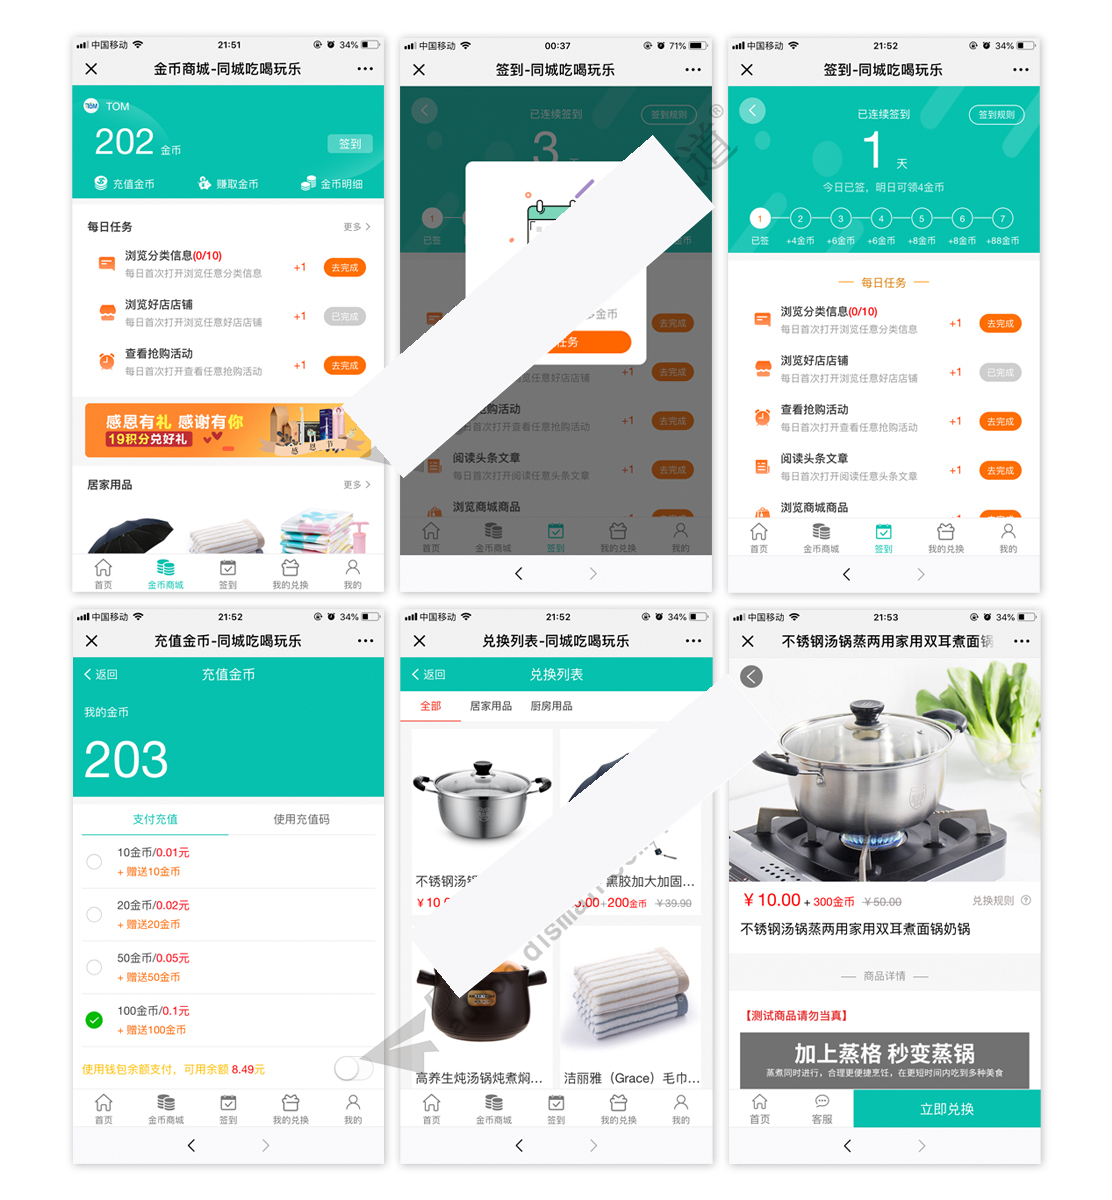 中国移动 21:51 34%
金币商城-同城吃喝玩乐
TOM
202 金币
签到
充值金币 赚取金币 金币明细
每日任务 更多
浏览分类信息(0/10)
每日首次打开浏览任意分类信息
+1 去完成
浏览好店店铺
每日首次打开浏览任意好店店铺
+1 已完成
查看抢购活动
每日首次打开查看任意抢购活动
+1 去完成
感恩有礼 感谢有你
19积分兑好礼
居家用品 更多
首页 金币商城 签到 我的兑换 我的
中国移动 00:37 71%
签到-同城吃喝玩乐
已连续签到 签到规则
3
1
已签
金币
任务
去完成
任意好店店铺
+1 去完成
抢购活动
每日首次打开查看任意抢购活动
+1 去完成
阅读头条文章
每日首次打开阅读任意头条文章
+1 去完成
浏览商城商品
首页 金币商城 签到 我的兑换 我的
道®
中国移动 21:52 34%
签到-同城吃喝玩乐
已连续签到 签到规则
1 天
今日已签，明日可领4金币
1 2 3 4 5 6 7
已签 +4金币 +6金币 +6金币 +8金币 +8金币 +88金币
每日任务
浏览分类信息(0/10)
每日首次打开浏览任意分类信息
+1 去完成
浏览好店店铺
每日首次打开浏览任意好店店铺
+1 已完成
查看抢购活动
每日首次打开查看任意抢购活动
+1 去完成
阅读头条文章
每日首次打开阅读任意头条文章
+1 去完成
浏览商城商品
首页 金币商城 签到 我的兑换 我的
中国移动 21:52 34%
充值金币-同城吃喝玩乐
返回 充值金币
我的金币
203
支付充值 使用充值码
10金币/0.01元
+ 赠送10金币
20金币/0.02元
+ 赠送20金币
50金币/0.05元
+ 赠送50金币
100金币/0.1元
+ 赠送100金币
使用钱包余额支付，可用余额 8.49元
首页 金币商城 签到 我的兑换 我的
中国移动 21:52 34%
兑换列表-同城吃喝玩乐
返回 兑换列表
全部 居家用品 厨房用品
不锈钢汤 黑胶加大加固...
¥10 .00+200金币 ¥39.90
高养生炖汤锅炖煮焖... 洁丽雅（Grace）毛巾...
首页 金币商城 签到 我的兑换 我的
中国移动 21:53 34%
不锈钢汤锅蒸两用家用双耳煮面锅
¥10.00 + 300金币 ¥50.00 兑换规则
不锈钢汤锅蒸两用家用双耳煮面锅奶锅
商品详情
【测试商品请勿当真】
加上蒸格 秒变蒸锅
蒸煮同时进行，合理更便捷烹饪，在更短时间内吃到多种美食
首页 客服 立即兑换